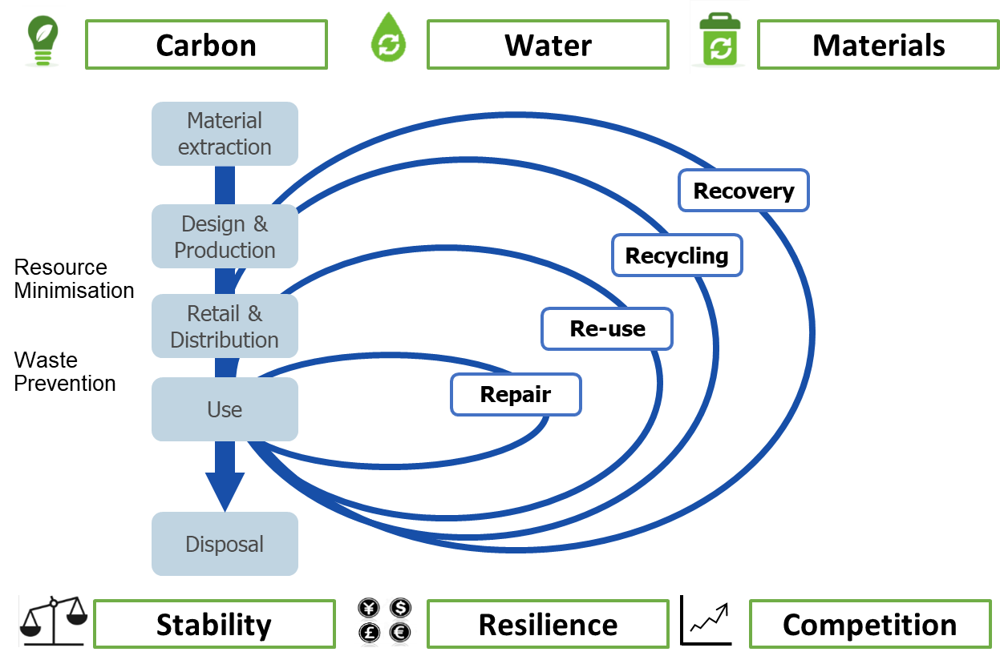 Carbon
Water
Materials
Material
extraction
Recovery
Design &
Production
Recycling
Resource
Minimisation
Retail &
Distribution
Re-use
Waste
Prevention
Repair
Use
Disposal
¥ $
£ €
Stability
Resilience
Competition